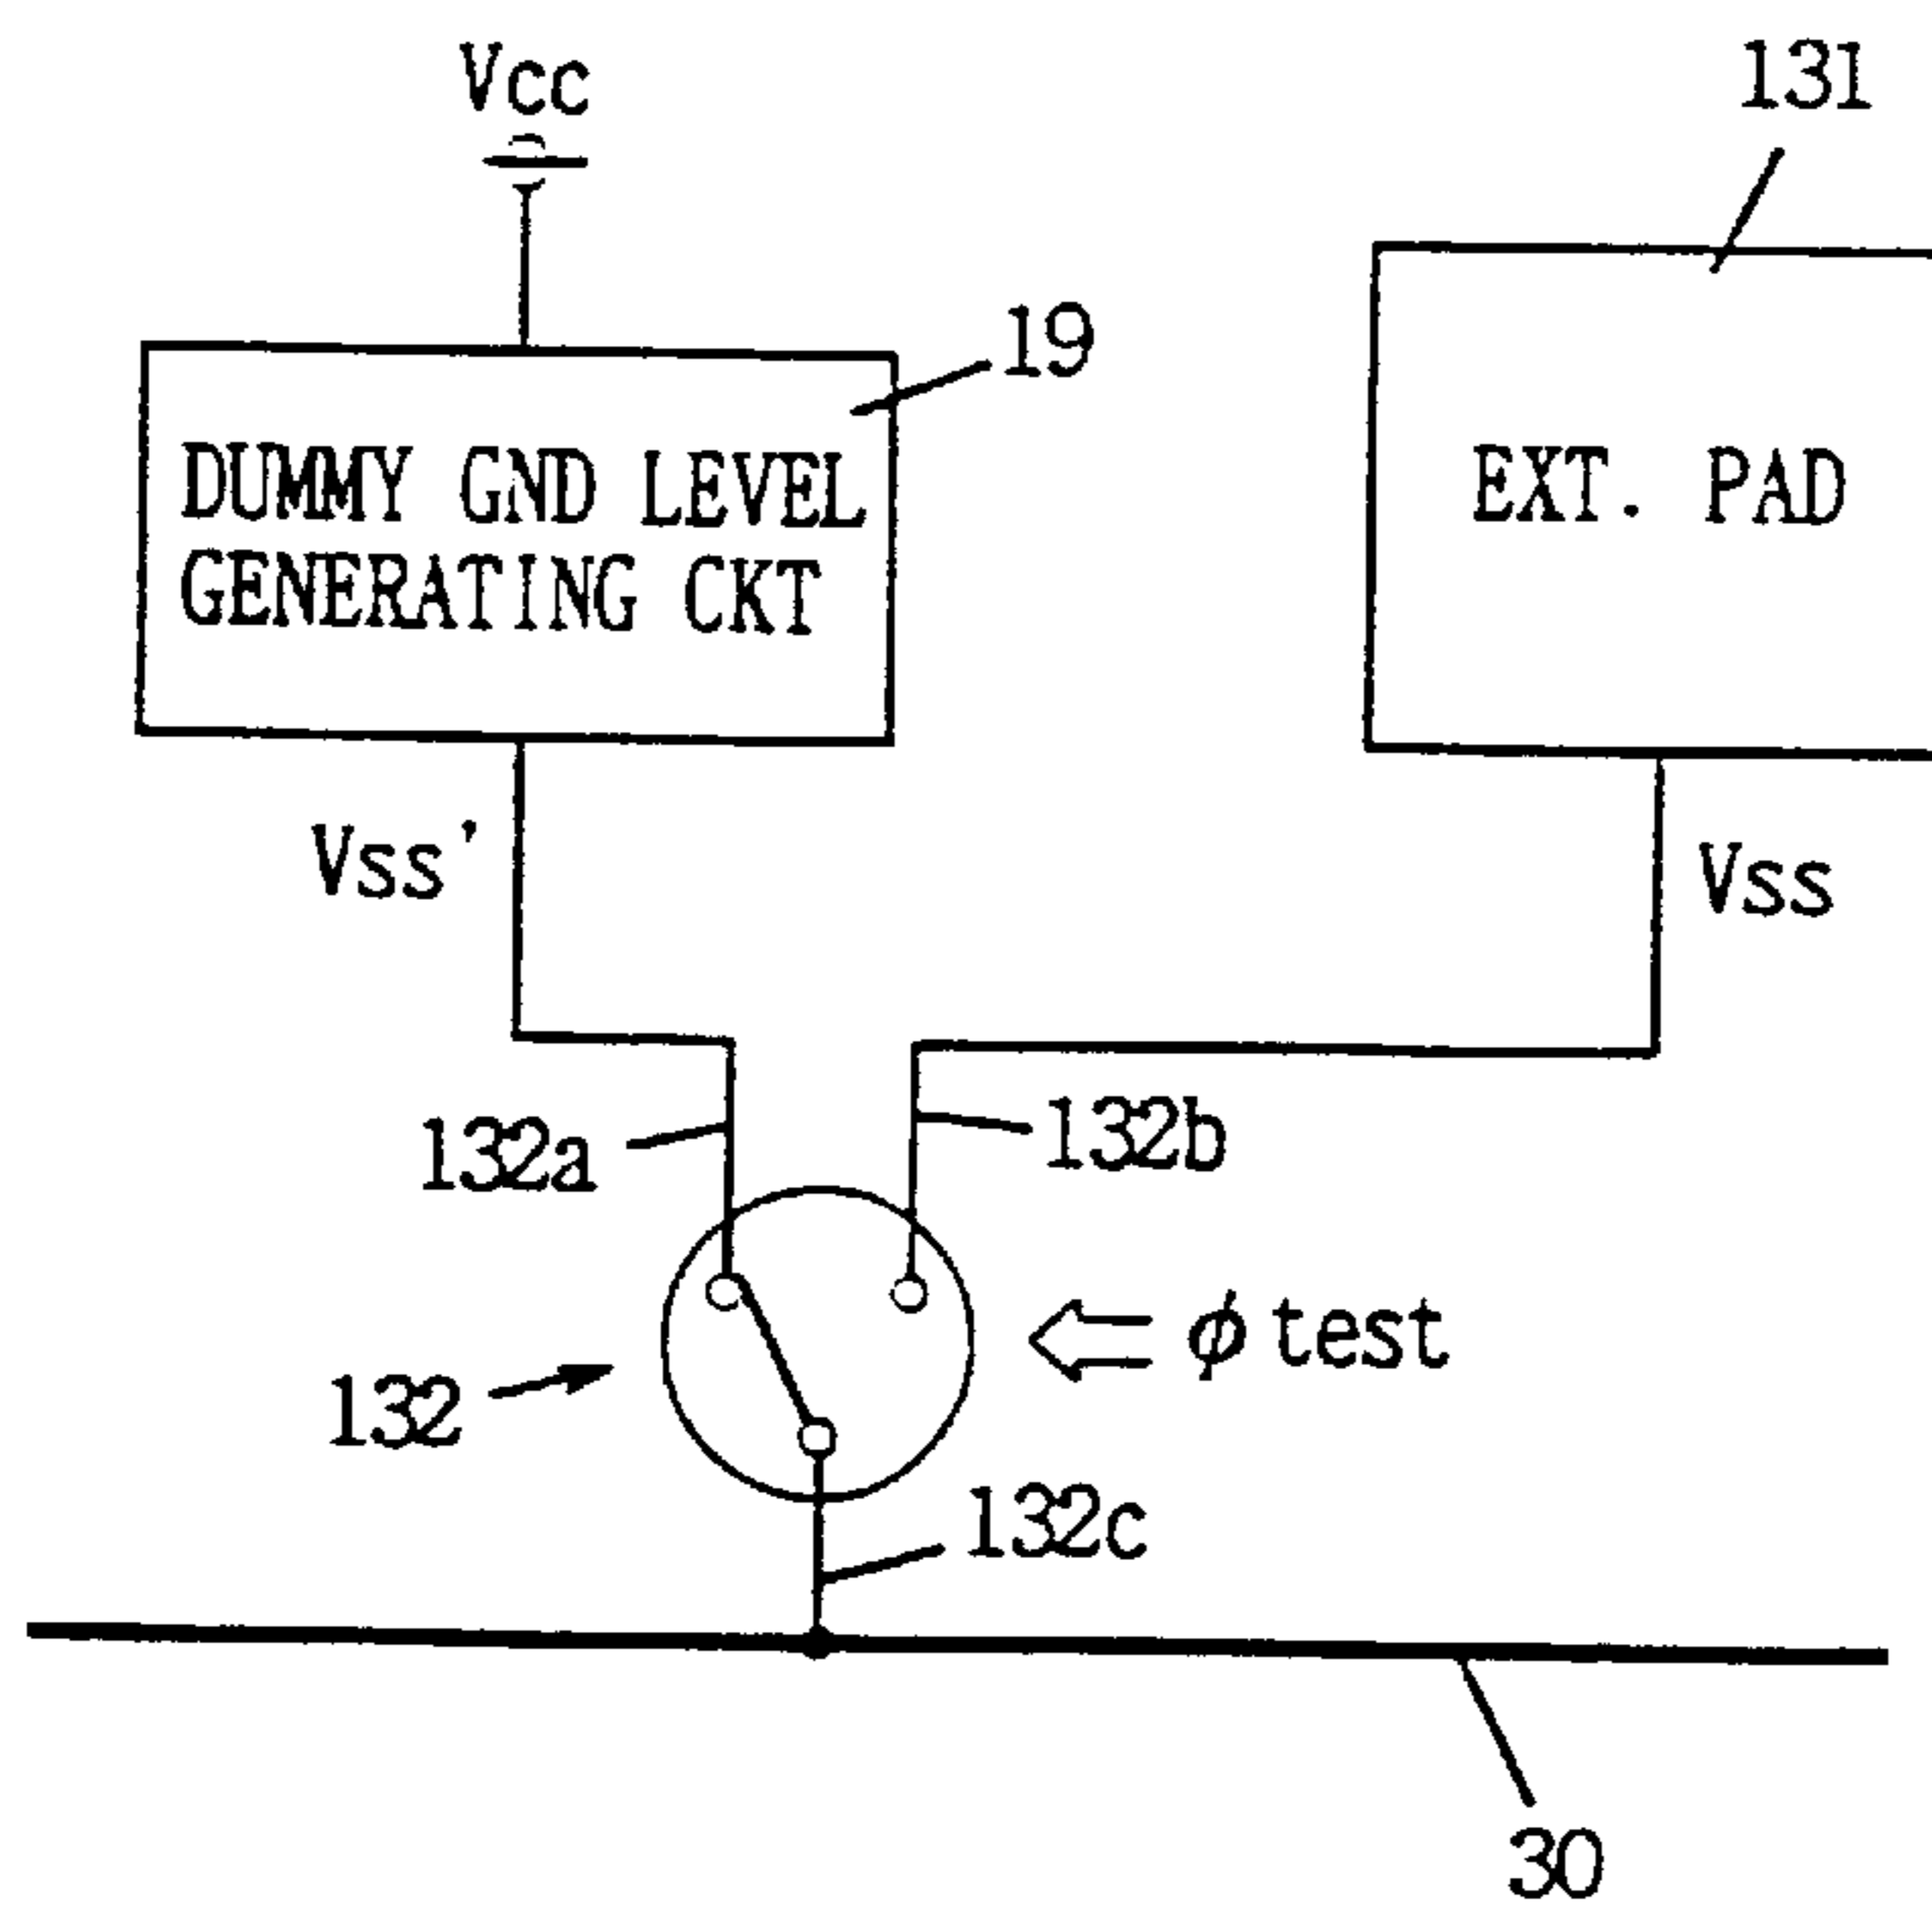 Vcc
131
19
DUMMY GND LEVEL
GENERATING CKT
EXT. PAD
Vss'
Vss
132a
132b
132
ϕ test
132c
30